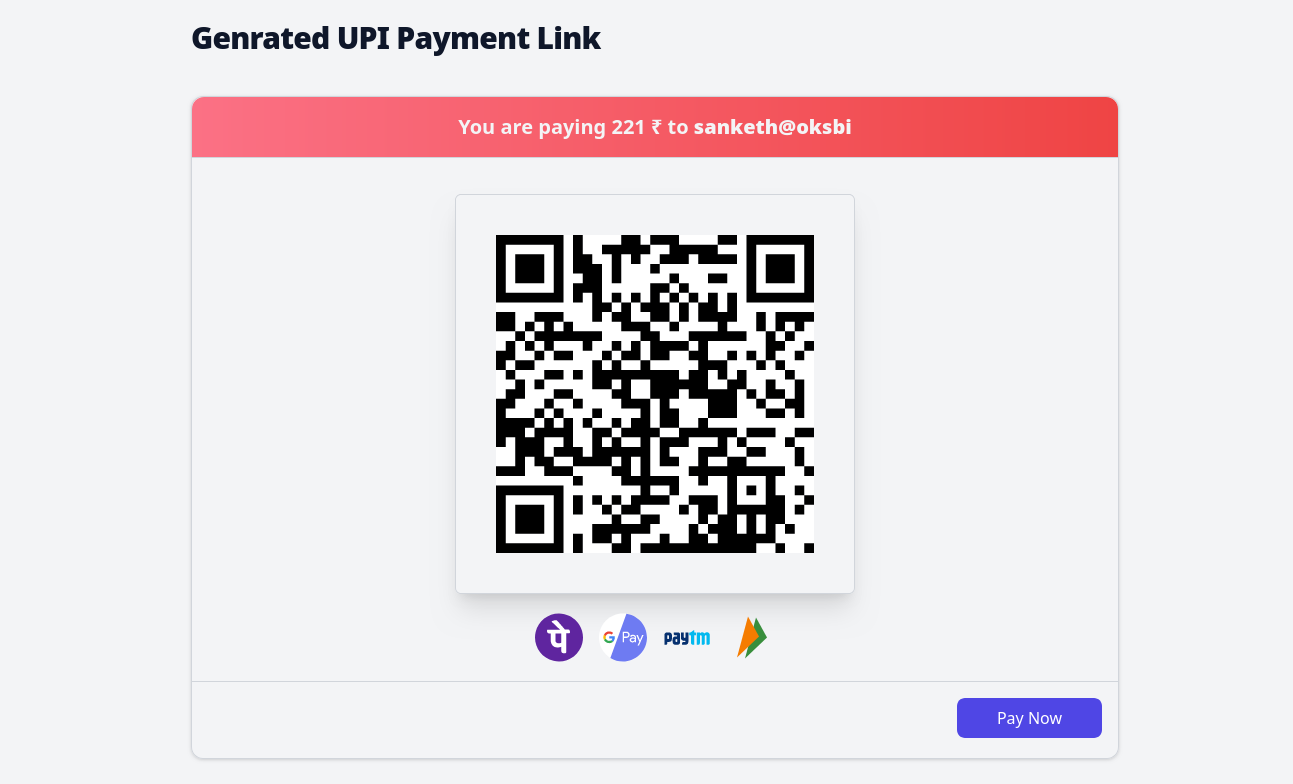 Genrated UPI Payment Link
You are paying 221 ₹ to sanketh@oksbi
पे G Pay paytm
Pay Now